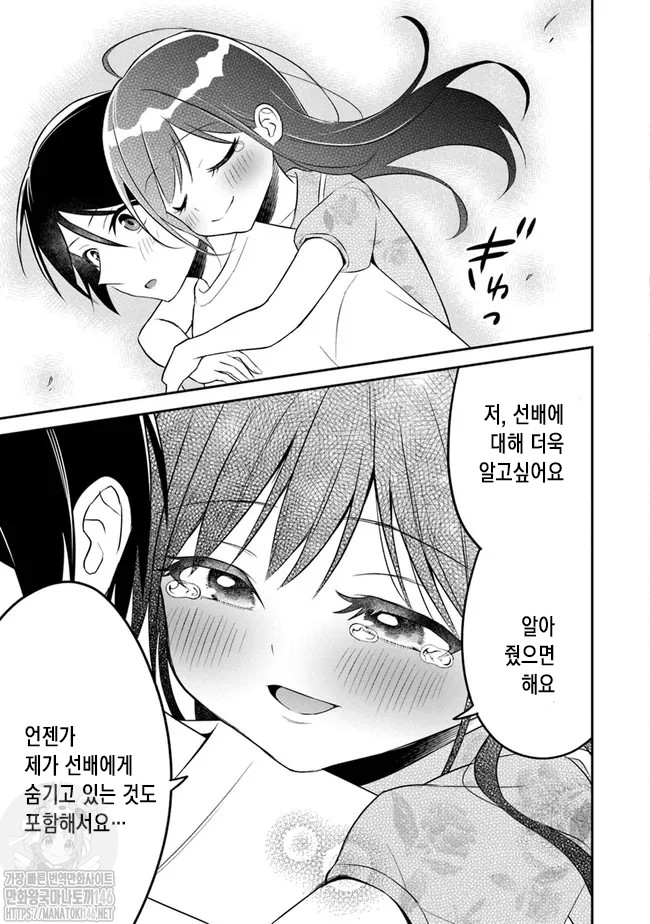 ぎゅっ
저, 선배에
대해 더욱
알고싶어요
알아
줬으면
해요
언젠가
제가 선배에게
숨기고 있는 것도
포함해서요…
가장 빠른 번역만화사이트
만화왕국마나토끼146
HTTPS://MANATOKI146.NET